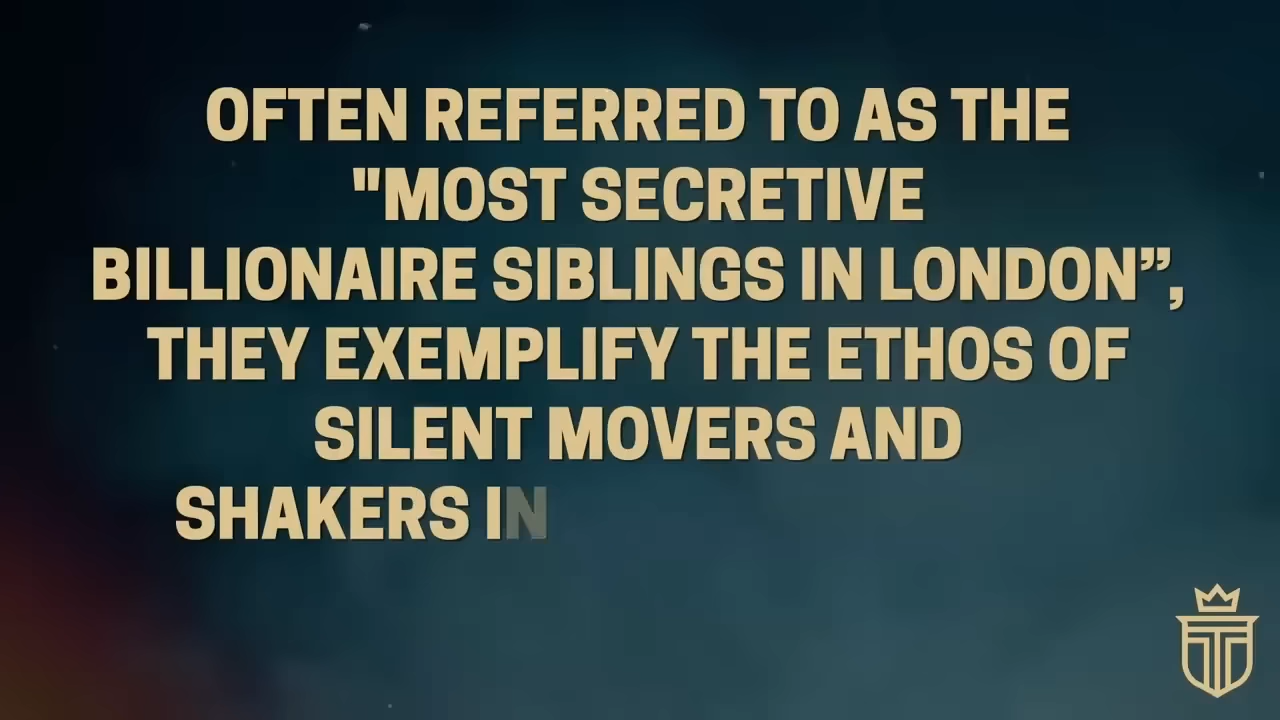 OFTEN REFERRED TO AS THE
"MOST SECRETIVE
BILLIONAIRE SIBLINGS IN LONDON”,
THEY EXEMPLIFY THE ETHOS OF
SILENT MOVERS AND
SHAKERS IN